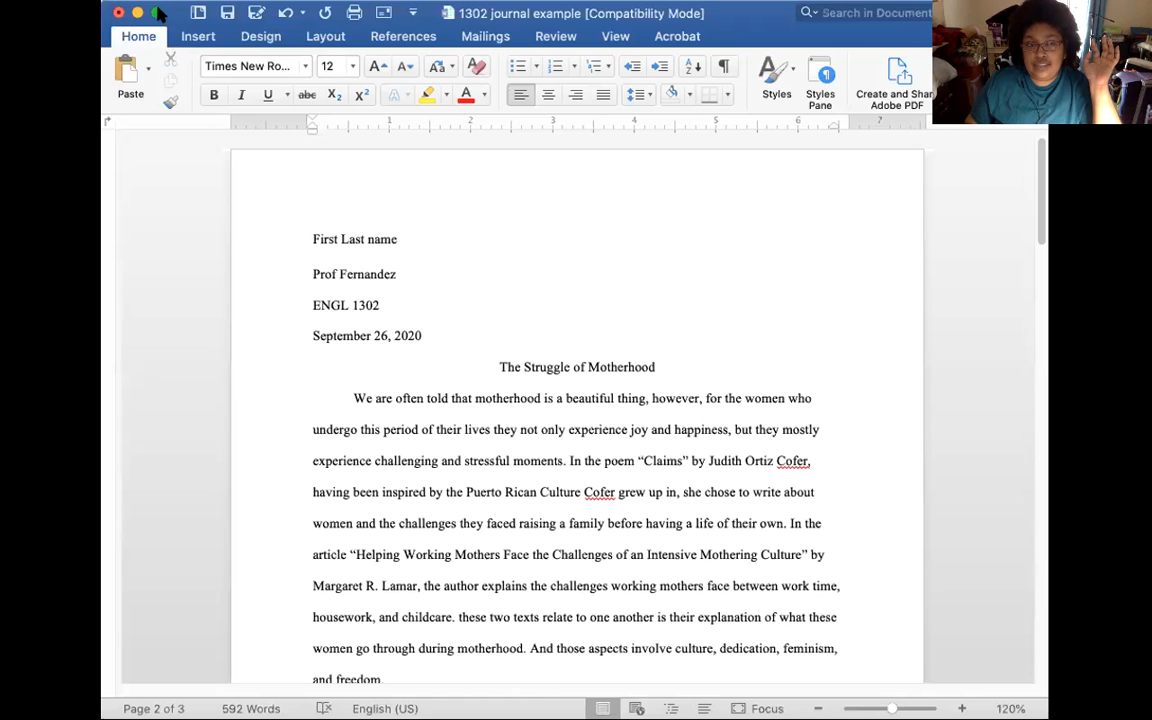 1302 journal example [Compatibility Mode]
Search in Document
Home Insert Design Layout References Mailings Review View Acrobat
Times New Ro... 12
Paste
Styles
Styles Pane
Create and Share Adobe PDF
1 2 3 4 5 6 7
First Last name
Prof Fernandez
ENGL 1302
September 26, 2020
The Struggle of Motherhood
We are often told that motherhood is a beautiful thing, however, for the women who
undergo this period of their lives they not only experience joy and happiness, but they mostly
experience challenging and stressful moments. In the poem “Claims” by Judith Ortiz Cofer,
having been inspired by the Puerto Rican Culture Cofer grew up in, she chose to write about
women and the challenges they faced raising a family before having a life of their own. In the
article “Helping Working Mothers Face the Challenges of an Intensive Mothering Culture” by
Margaret R. Lamar, the author explains the challenges working mothers face between work time,
housework, and childcare. these two texts relate to one another is their explanation of what these
women go through during motherhood. And those aspects involve culture, dedication, feminism,
and freedom.
Page 2 of 3 592 Words English (US) Focus 120%